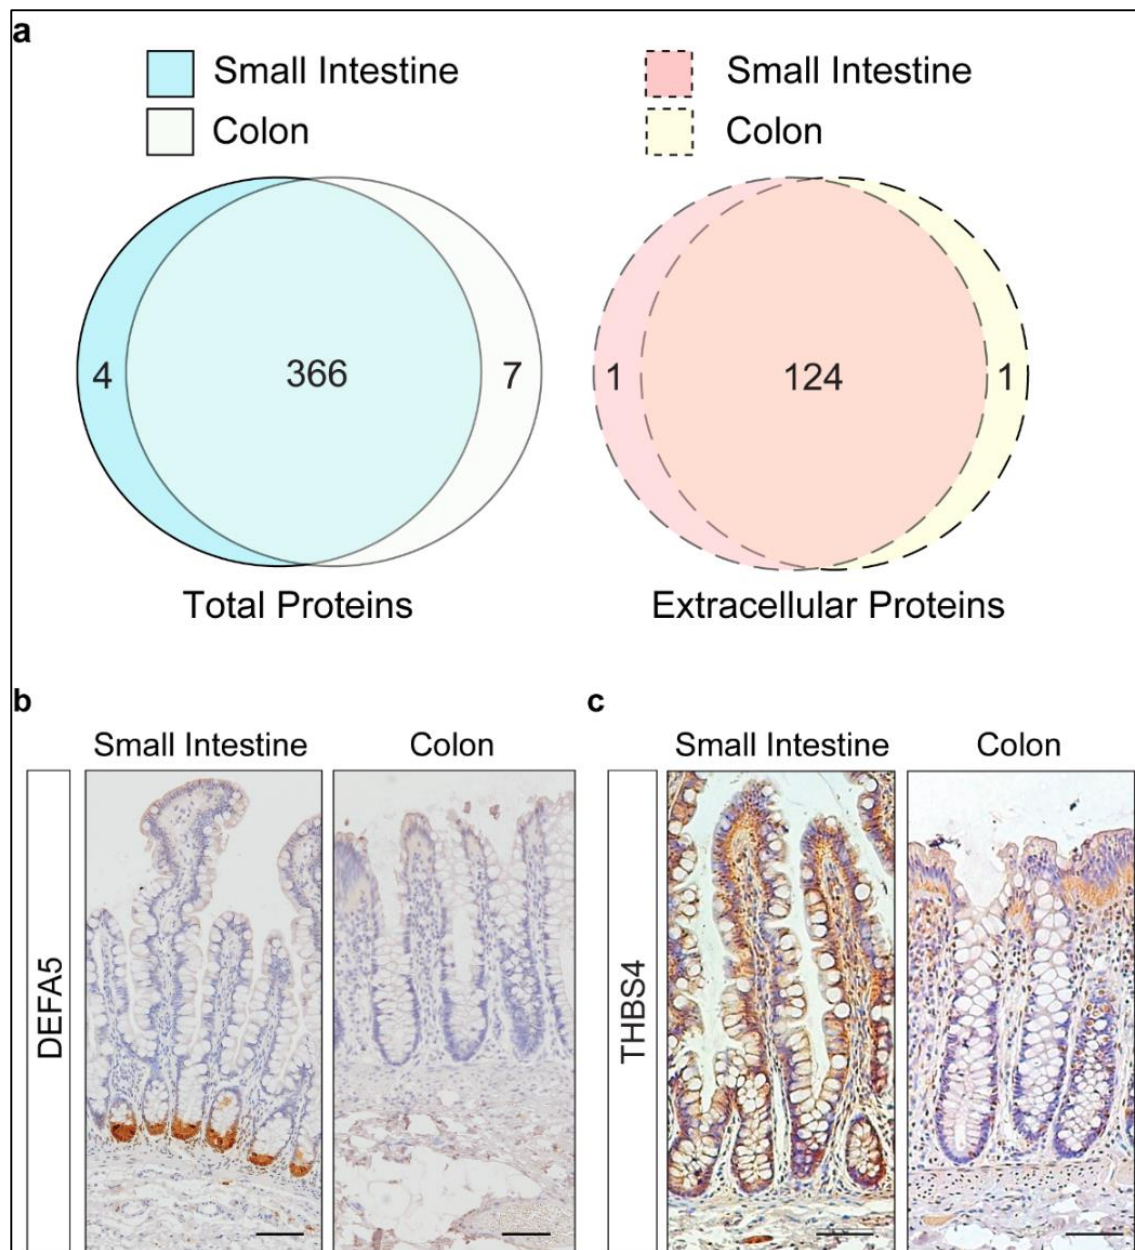 a
Small Intestine
Colon
Small Intestine
Colon
4
366
7
1
124
1
Total Proteins
Extracellular Proteins
b
Small Intestine
Colon
DEFA5
c
Small Intestine
Colon
THBS4